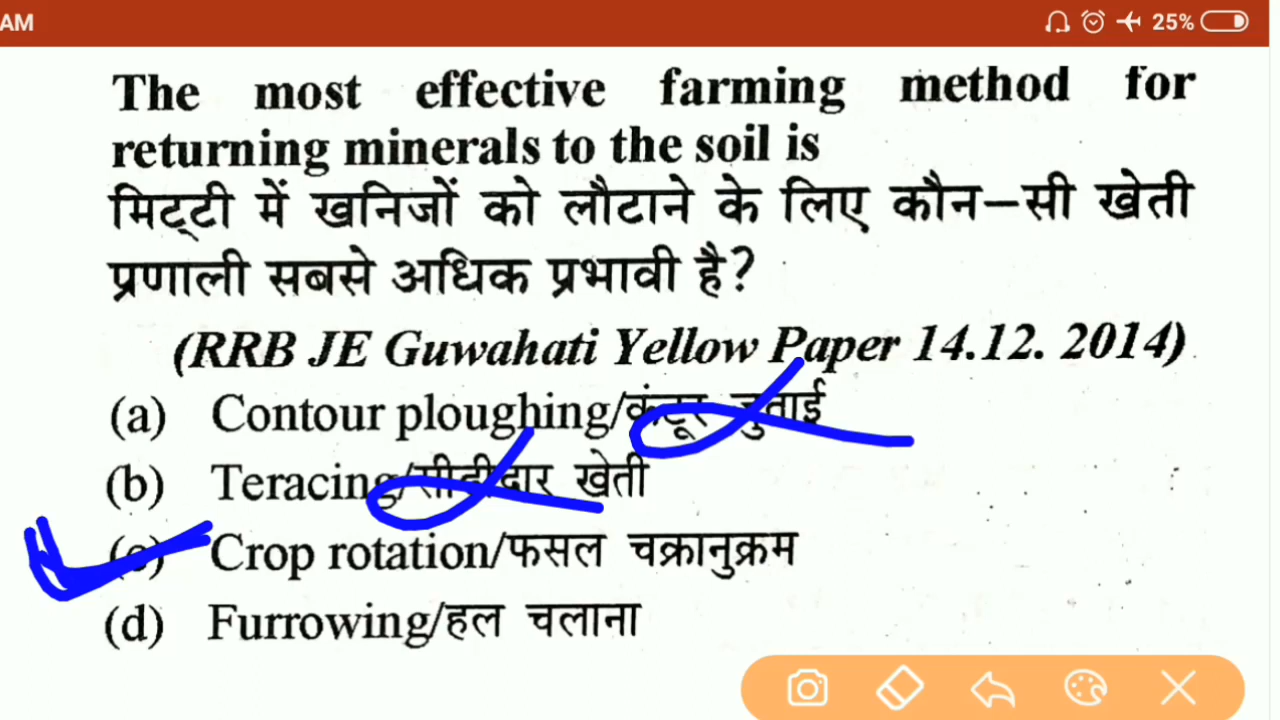 AM 25%
The most effective farming method for
returning minerals to the soil is
मिट्टी में खनिजों को लौटाने के लिए कौन–सी खेती
प्रणाली सबसे अधिक प्रभावी है?
(RRB JE Guwahati Yellow Paper 14.12. 2014)
(a) Contour ploughing/कंटूर जुताई
(b) Teracing/सीढ़ीदार खेती
(c) Crop rotation/फसल चक्रानुक्रम
(d) Furrowing/हल चलाना